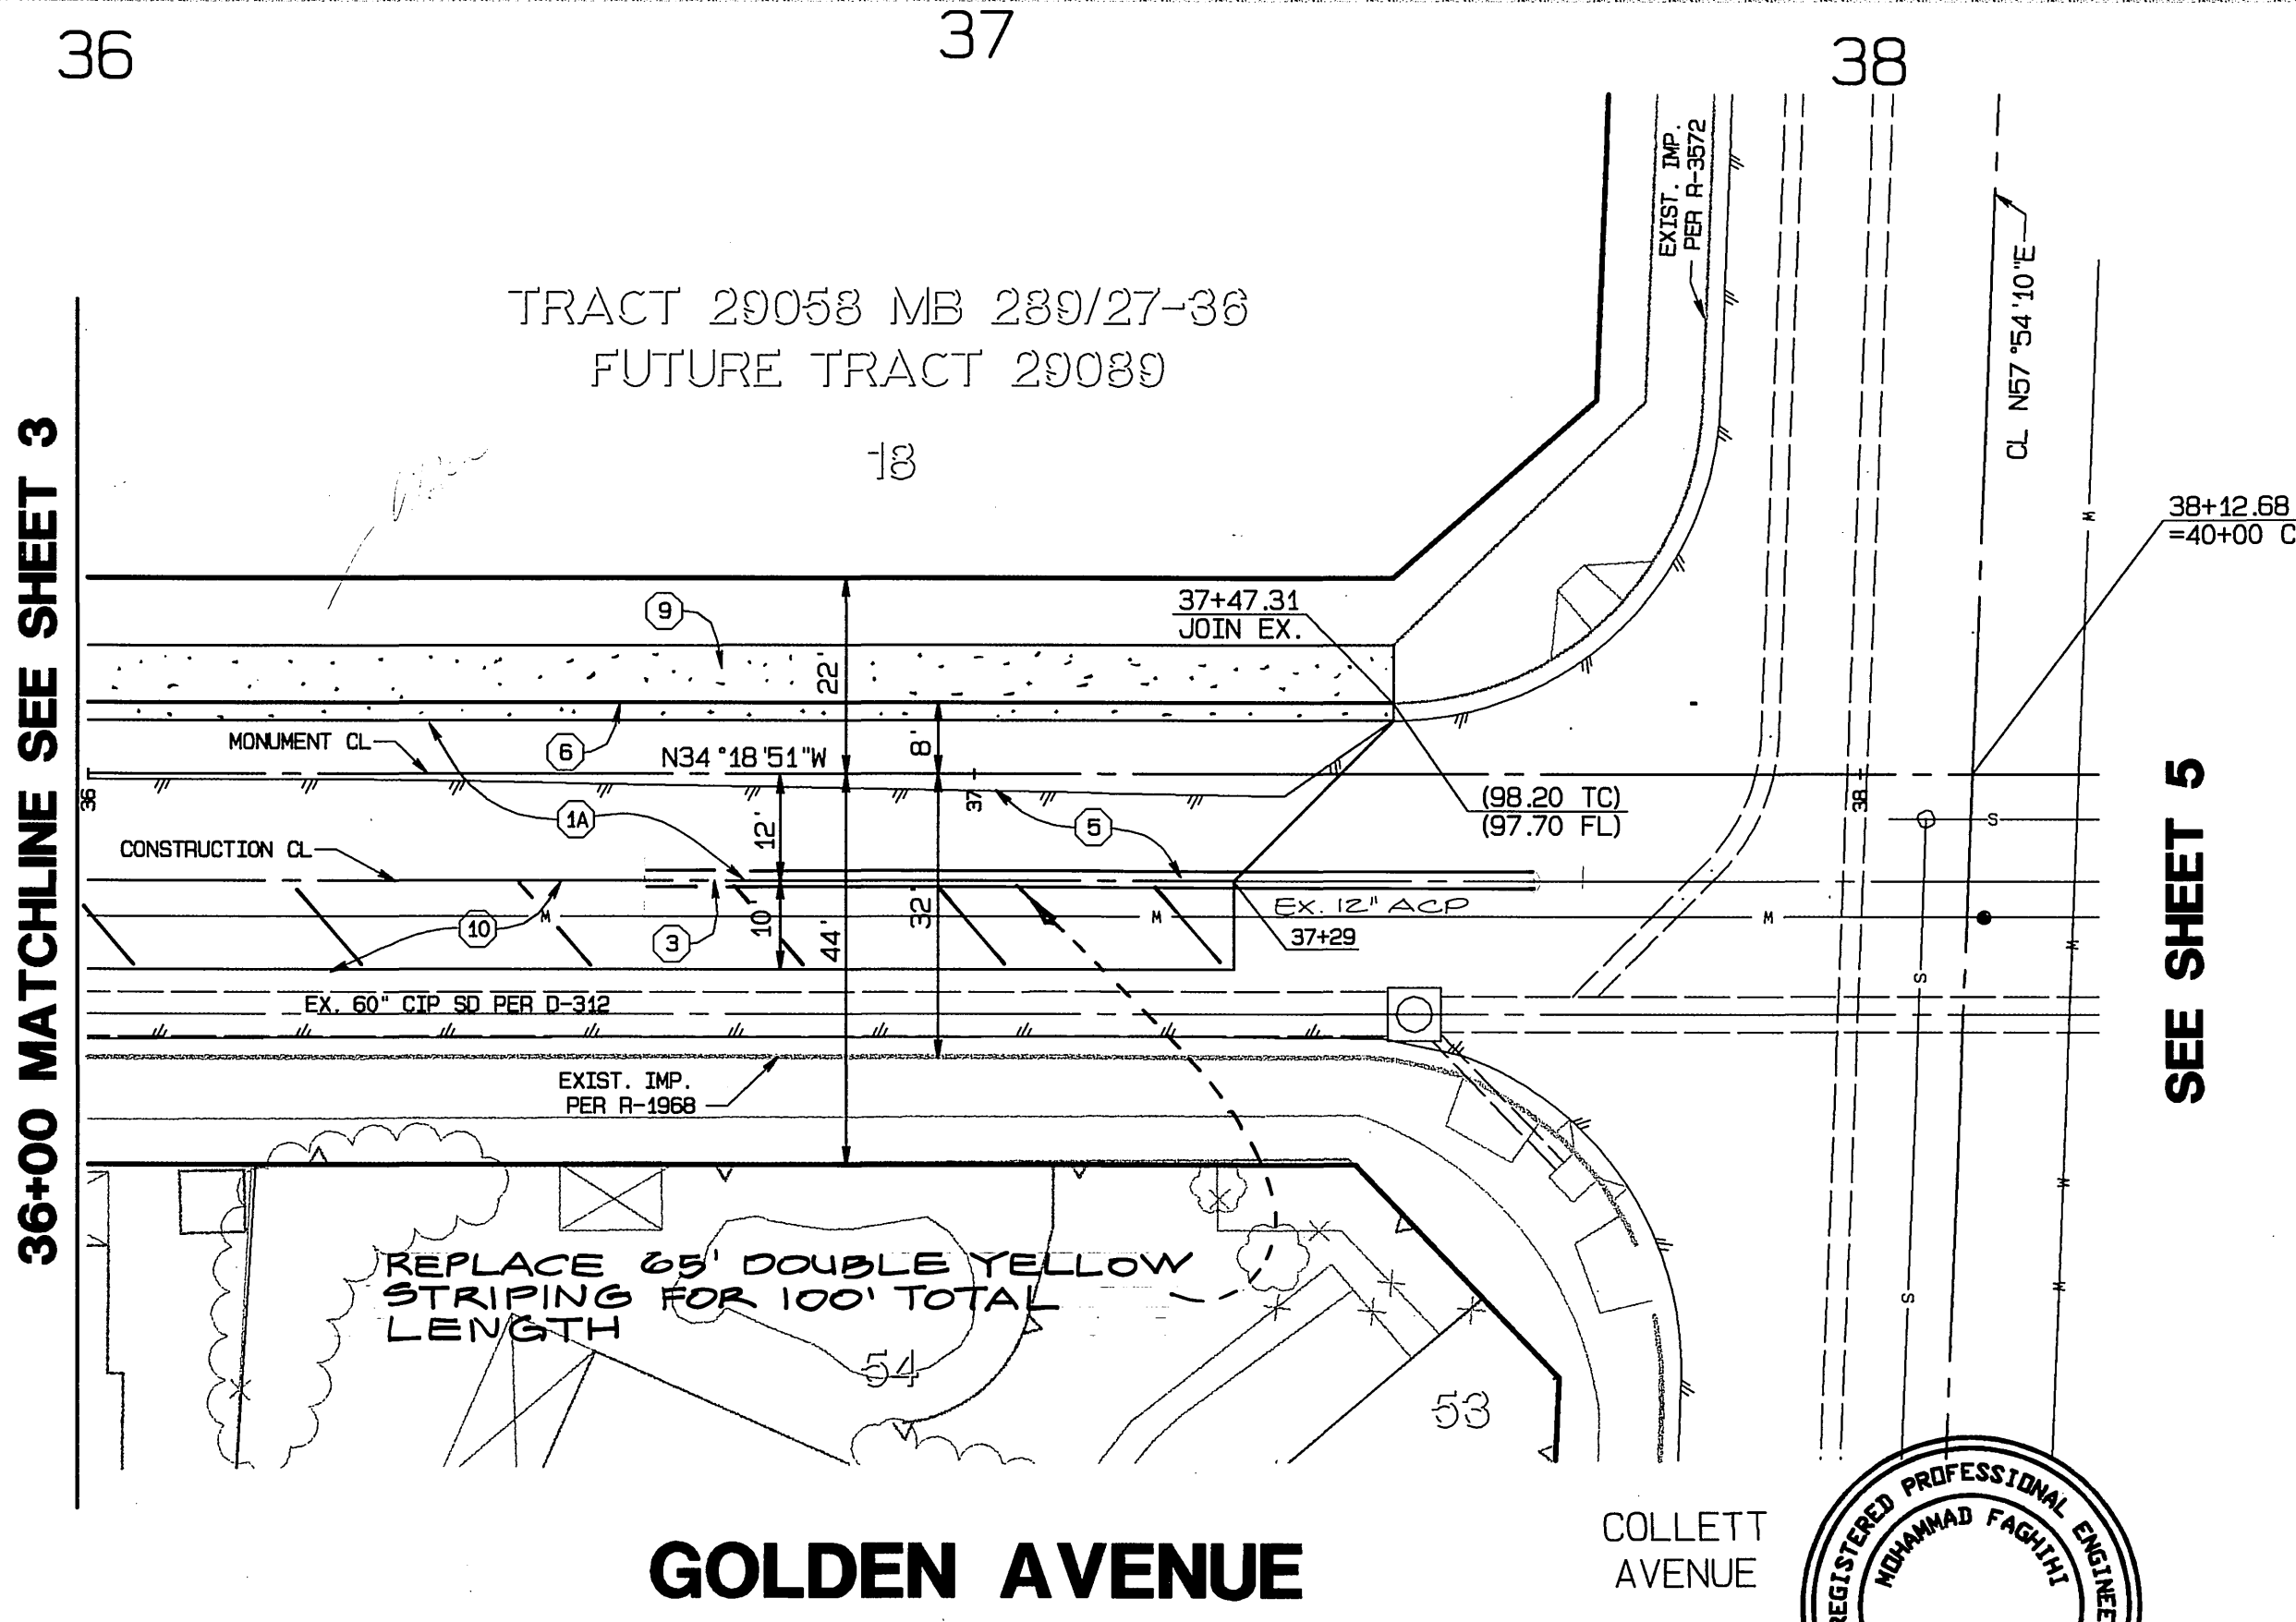 36
37
38
EXIST. IMP.
PER R-3572
CL N57°54'10"E
TRACT 29058 MB 289/27-36
FUTURE TRACT 29089
18
36+00 MATCHLINE SEE SHEET 3
38+12.68
=40+00 C
9
37+47.31
JOIN EX.
22'
MONUMENT CL
6
N34°18'51"W
8'
36
37
38
1A
12'
5
(98.20 TC)
(97.70 FL)
S
CONSTRUCTION CL
10
M
3
10'
44'
32'
M
EX. 12" ACP
37+29
M
S
EX. 60" CIP SD PER D-312
SEE SHEET 5
EXIST. IMP.
PER R-1968
REPLACE 65' DOUBLE YELLOW
STRIPING FOR 100' TOTAL
LENGTH
S
54
53
GOLDEN AVENUE
COLLETT
AVENUE
REGISTERED PROFESSIONAL ENGINEE
MOHAMMAD FAGHIHI